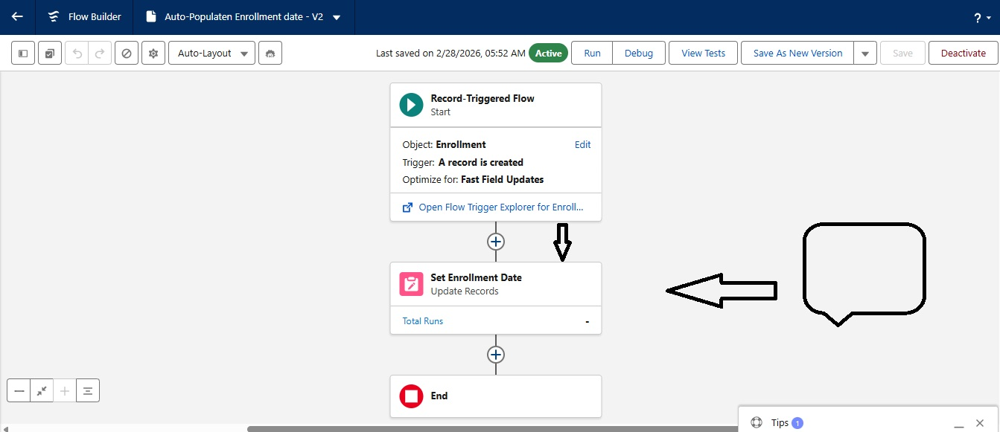 Flow Builder
Auto-Populaten Enrollment date - V2
?
Auto-Layout
Last saved on 2/28/2026, 05:52 AM
Active
Run
Debug
View Tests
Save As New Version
Save
Deactivate
Record-Triggered Flow
Start
Object: Enrollment
Edit
Trigger: A record is created
Optimize for: Fast Field Updates
Open Flow Trigger Explorer for Enroll...
Set Enrollment Date
Update Records
Total Runs -
End
Tips 1